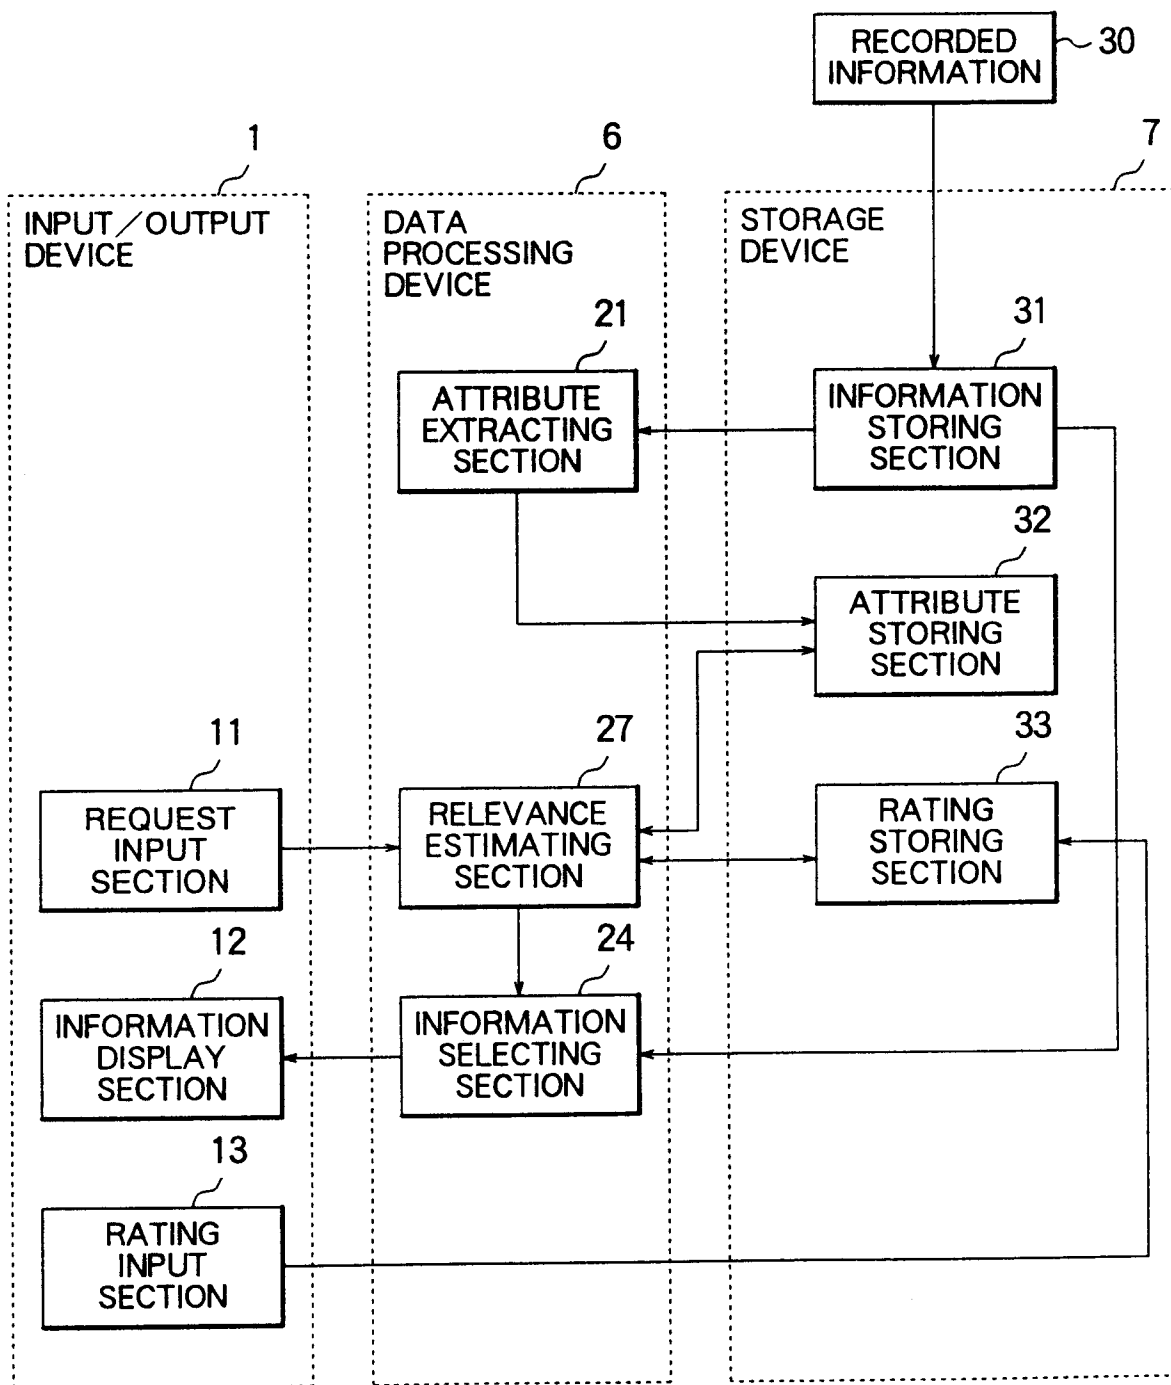 RECORDED
INFORMATION
30
1
6
7
INPUT/OUTPUT
DEVICE
DATA
PROCESSING
DEVICE
STORAGE
DEVICE
21
ATTRIBUTE
EXTRACTING
SECTION
31
INFORMATION
STORING
SECTION
32
ATTRIBUTE
STORING
SECTION
11
REQUEST
INPUT
SECTION
27
RELEVANCE
ESTIMATING
SECTION
33
RATING
STORING
SECTION
12
INFORMATION
DISPLAY
SECTION
24
INFORMATION
SELECTING
SECTION
13
RATING
INPUT
SECTION